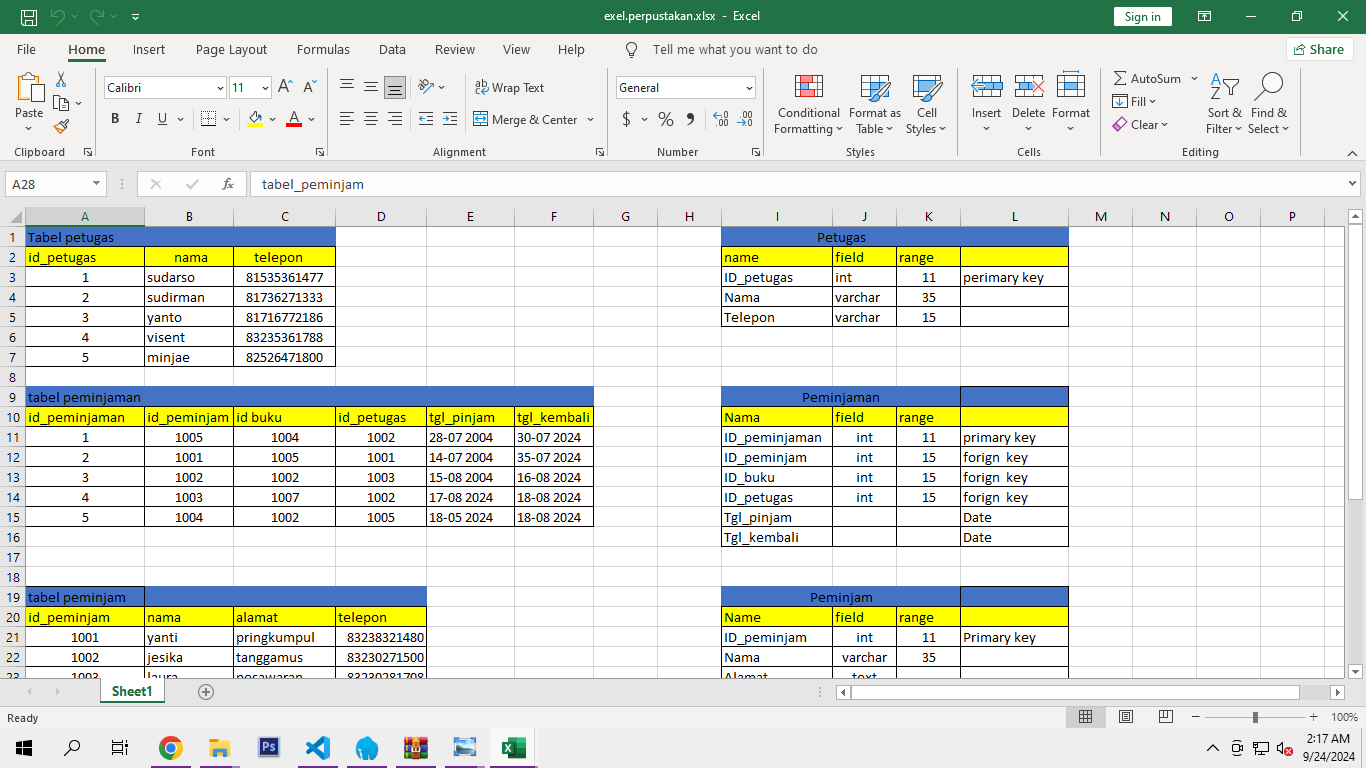 exel.perpustakan.xlsx - Excel
Sign in
File Home Insert Page Layout Formulas Data Review View Help Tell me what you want to do Share
Paste
Calibri 11
B I U A
Wrap Text
Merge & Center
General
$ % 9
Conditional Formatting
Format as Table
Cell Styles
Insert Delete Format
AutoSum
Fill
Clear
Sort & Filter
Find & Select
Clipboard Font Alignment Number Styles Cells Editing
A28 fx tabel_peminjam
A B C D E F G H I J K L M N O P
1 Tabel petugas Petugas
2 id_petugas nama telepon name field range
3 1 sudarso 81535361477 ID_petugas int 11 perimary key
4 2 sudirman 81736271333 Nama varchar 35
5 3 yanto 81716772186 Telepon varchar 15
6 4 visent 83235361788
7 5 minjae 82526471800
8
9 tabel peminjaman Peminjaman
10 id_peminjaman id_peminjam id buku id_petugas tgl_pinjam tgl_kembali Nama field range
11 1 1005 1004 1002 28-07 2004 30-07 2024 ID_peminjaman int 11 primary key
12 2 1001 1005 1001 14-07 2004 35-07 2024 ID_peminjam int 15 forign key
13 3 1002 1002 1003 15-08 2004 16-08 2024 ID_buku int 15 forign key
14 4 1003 1007 1002 17-08 2024 18-08 2024 ID_petugas int 15 forign key
15 5 1004 1002 1005 18-05 2024 18-08 2024 Tgl_pinjam Date
16 Tgl_kembali Date
17
18
19 tabel peminjam Peminjam
20 id_peminjam nama alamat telepon Name field range
21 1001 yanti pringkumpul 83238321480 ID_peminjam int 11 Primary key
22 1002 jesika tanggamus 83230271500 Nama varchar 35
23 1003 laura pesawaran 83230281708 Alamat text
Sheet1
Ready 100%
Ps
2:17 AM
9/24/2024